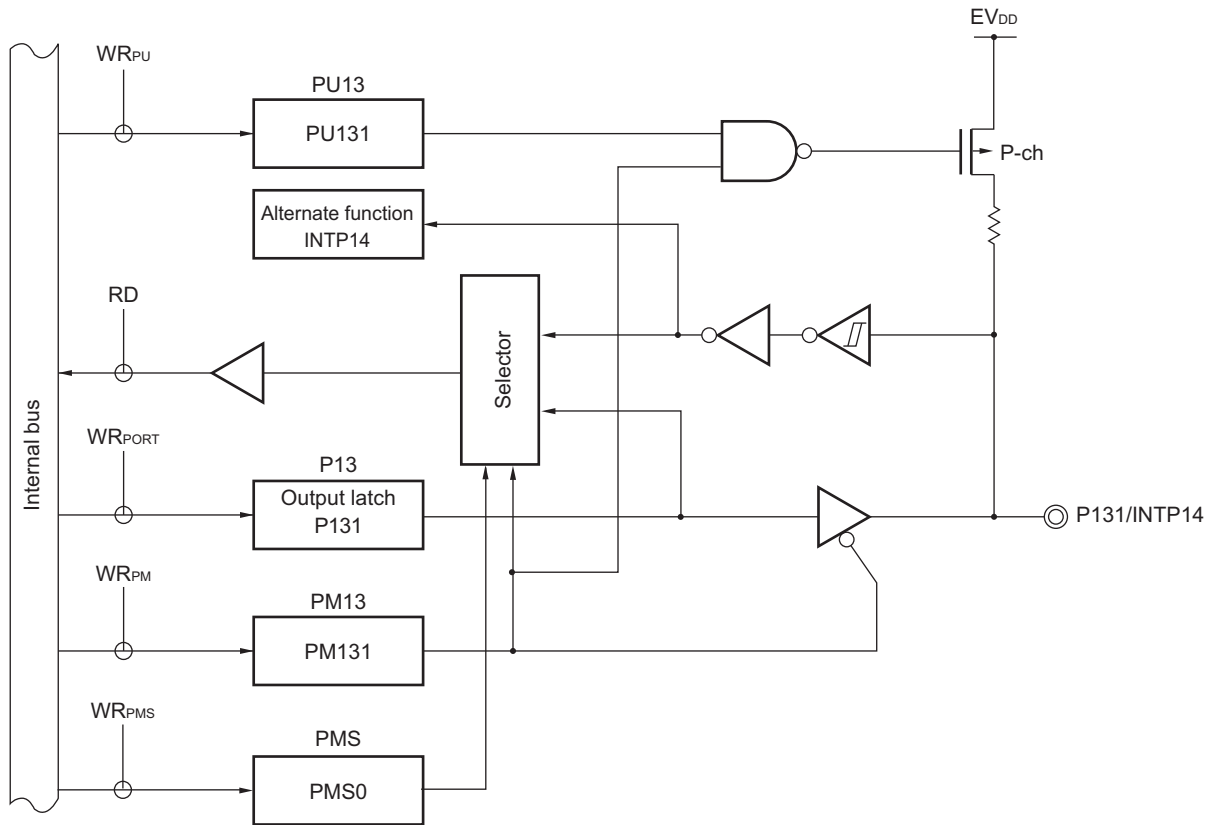 EVDD
WRPU
PU13
PU131
P-ch
Alternate function
INTP14
RD
Selector
Internal bus
WRPORT
P13
Output latch
P131
P131/INTP14
WRPM
PM13
PM131
WRPMS
PMS
PMS0